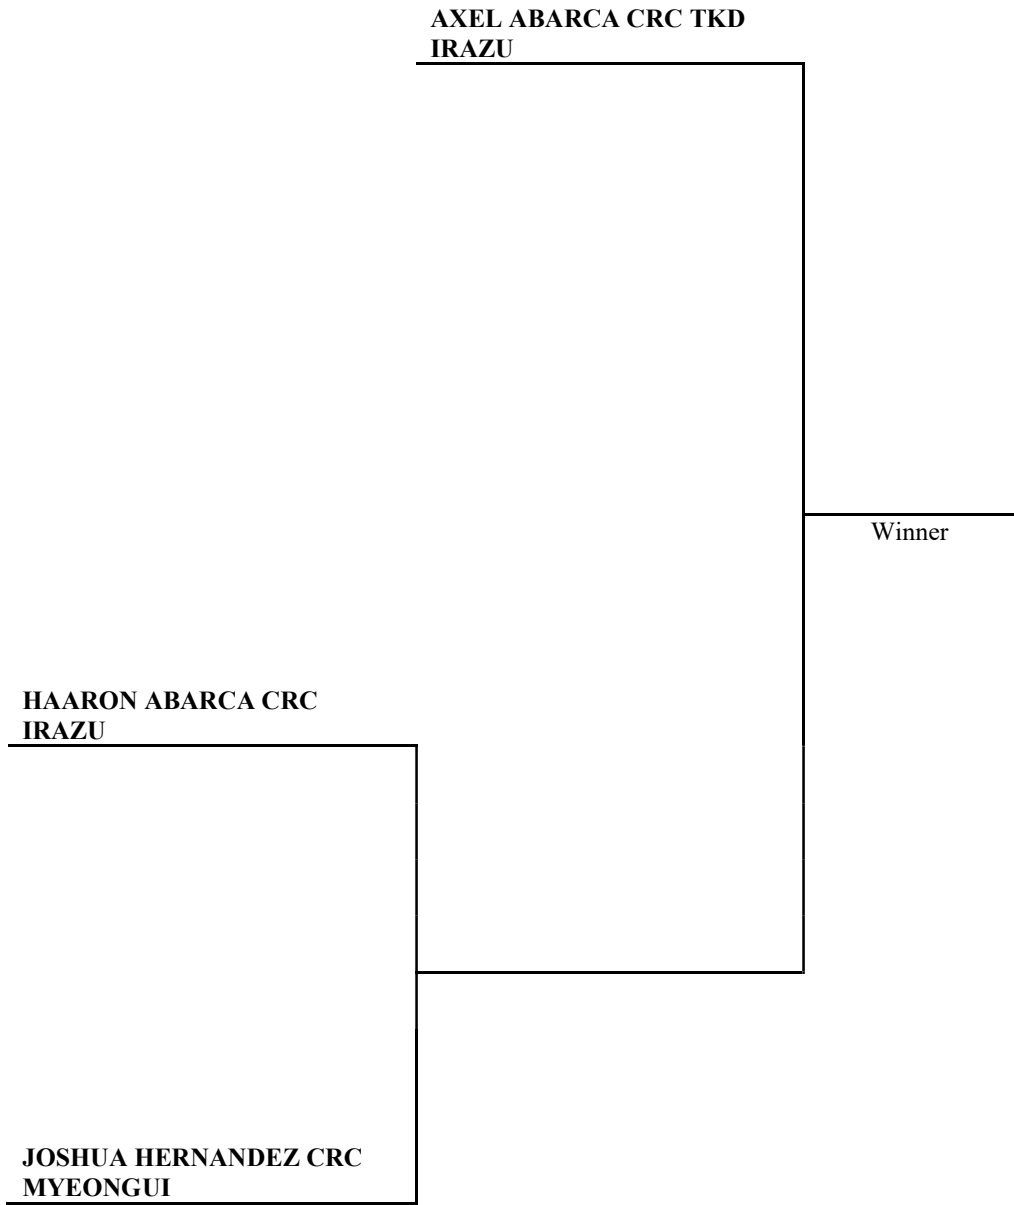 AXEL ABARCA CRC TKD
IRAZU
Winner
HAARON ABARCA CRC
IRAZU
JOSHUA HERNANDEZ CRC
MYEONGUI